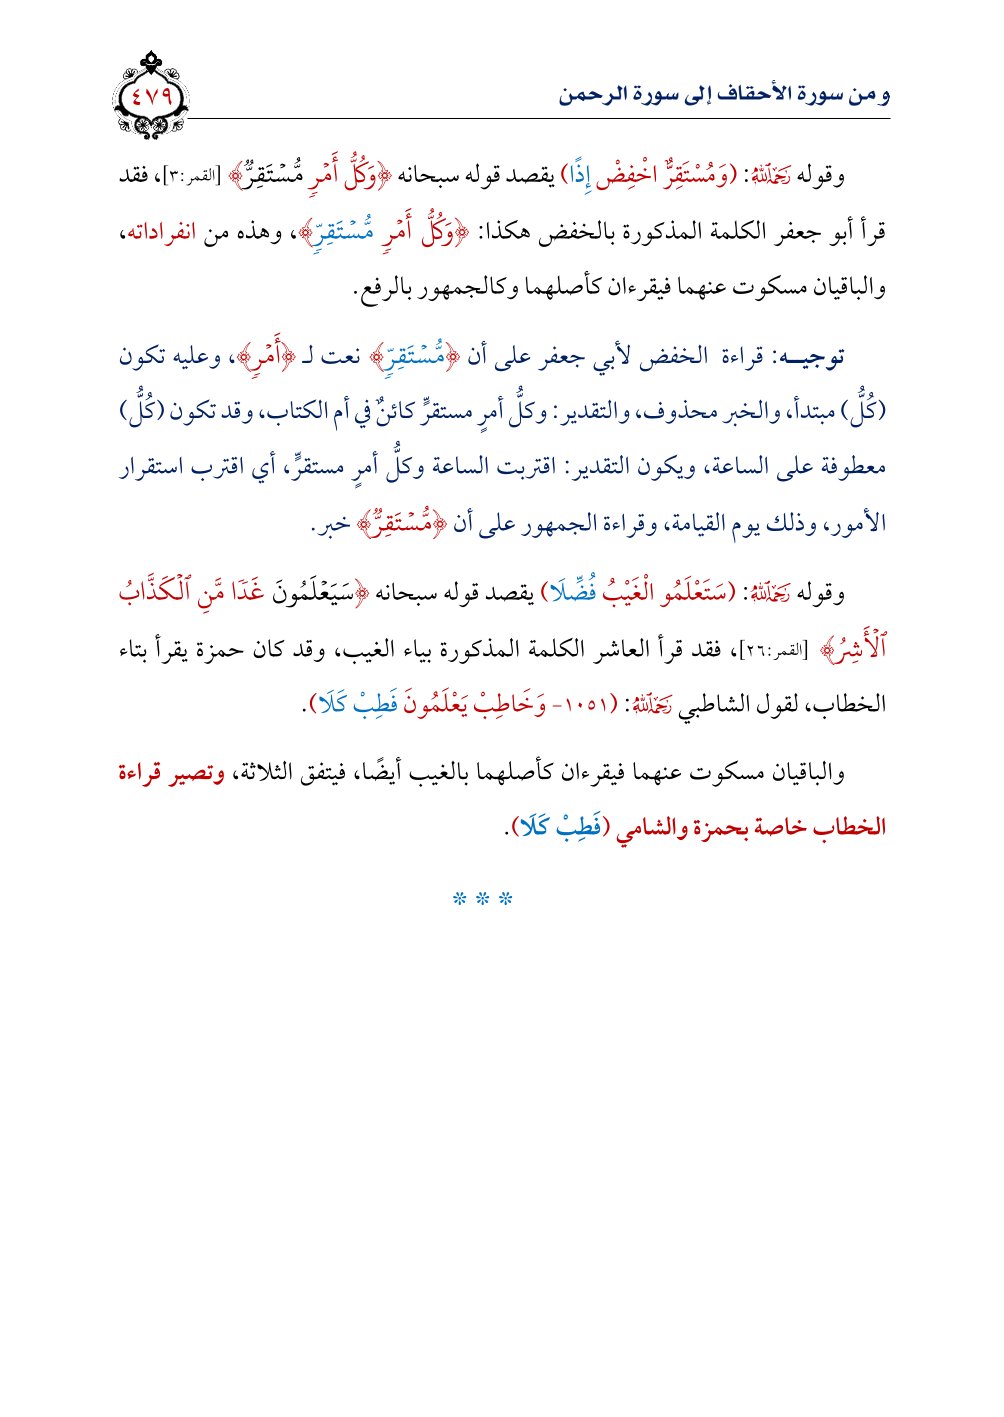 ومن سورة الأحقاف إلى سورة الرحمن
٤٧٩
وقوله رَحِمَهُ ٱللَّهُ: (وَمُسْتَقِرٌّ اخْفِضْ إِذًا) يقصد قوله سبحانه ﴿وَكُلُّ أَمْرٖ مُّسْتَقِرّٞ﴾ [القمر:٣]، فقد
قرأ أبو جعفر الكلمة المذكورة بالخفض هكذا: ﴿وَكُلُّ أَمْرٖ مُّسْتَقِرّٖ﴾، وهذه من انفراداته،
والباقيان مسكوت عنهما فيقرءان كأصلهما وكالجمهور بالرفع.
توجيـــه: قراءة الخفض لأبي جعفر على أن ﴿مُّسْتَقِرّٖ﴾ نعت لـ ﴿أَمْرٖ﴾، وعليه تكون
(كُلُّ) مبتدأ، والخبر محذوف، والتقدير: وكلُّ أمرٍ مستقرٍّ كائنٌ في أم الكتاب، وقد تكون (كُلُّ)
معطوفة على الساعة، ويكون التقدير: اقتربت الساعة وكلُّ أمرٍ مستقرٍّ، أي اقترب استقرار
الأمور، وذلك يوم القيامة، وقراءة الجمهور على أن ﴿مُّسْتَقِرّٞ﴾ خبر.
وقوله رَحِمَهُ ٱللَّهُ: (سَتَعْلَمُو الْغَيْبُ فُضِّلَا) يقصد قوله سبحانه ﴿سَيَعْلَمُونَ غَدٗا مَّنِ ٱلْكَذَّابُ
ٱلْأَشِرُ﴾ [القمر:٢٦]، فقد قرأ العاشر الكلمة المذكورة بياء الغيب، وقد كان حمزة يقرأ بتاء
الخطاب، لقول الشاطبي رَحِمَهُ ٱللَّهُ: (١٠٥١- وَخَاطِبْ يَعْلَمُونَ فَطِبْ كَلَا).
والباقيان مسكوت عنهما فيقرءان كأصلهما بالغيب أيضًا، فيتفق الثلاثة، وتصير قراءة
الخطاب خاصة بحمزة والشامي (فَطِبْ كَلَا).
* * *